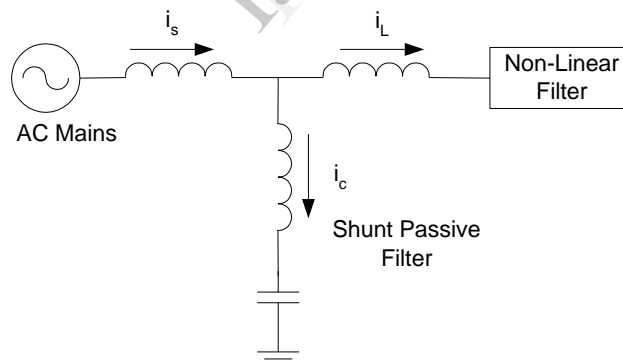 i_s
i_L
Non-Linear
Filter
AC Mains
i_c
Shunt Passive
Filter